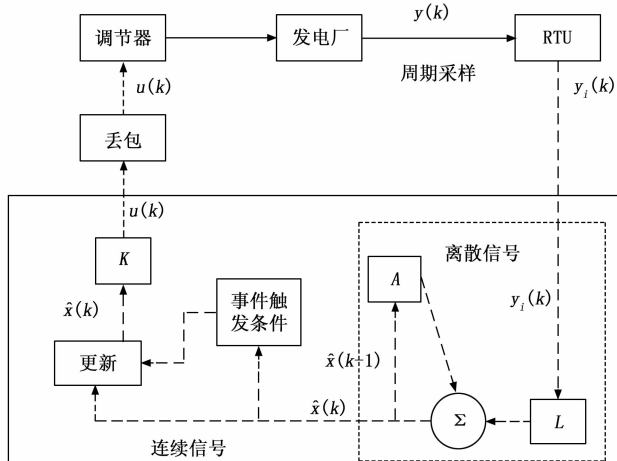 调节器
发电厂
y(k)
RTU
周期采样
y_i(k)
u(k)
丢包
u(k)
离散信号
K
A
事件触
发条件
y_i(k)
x̂(k)
更新
x̂(k-1)
x̂(k)
Σ
L
连续信号